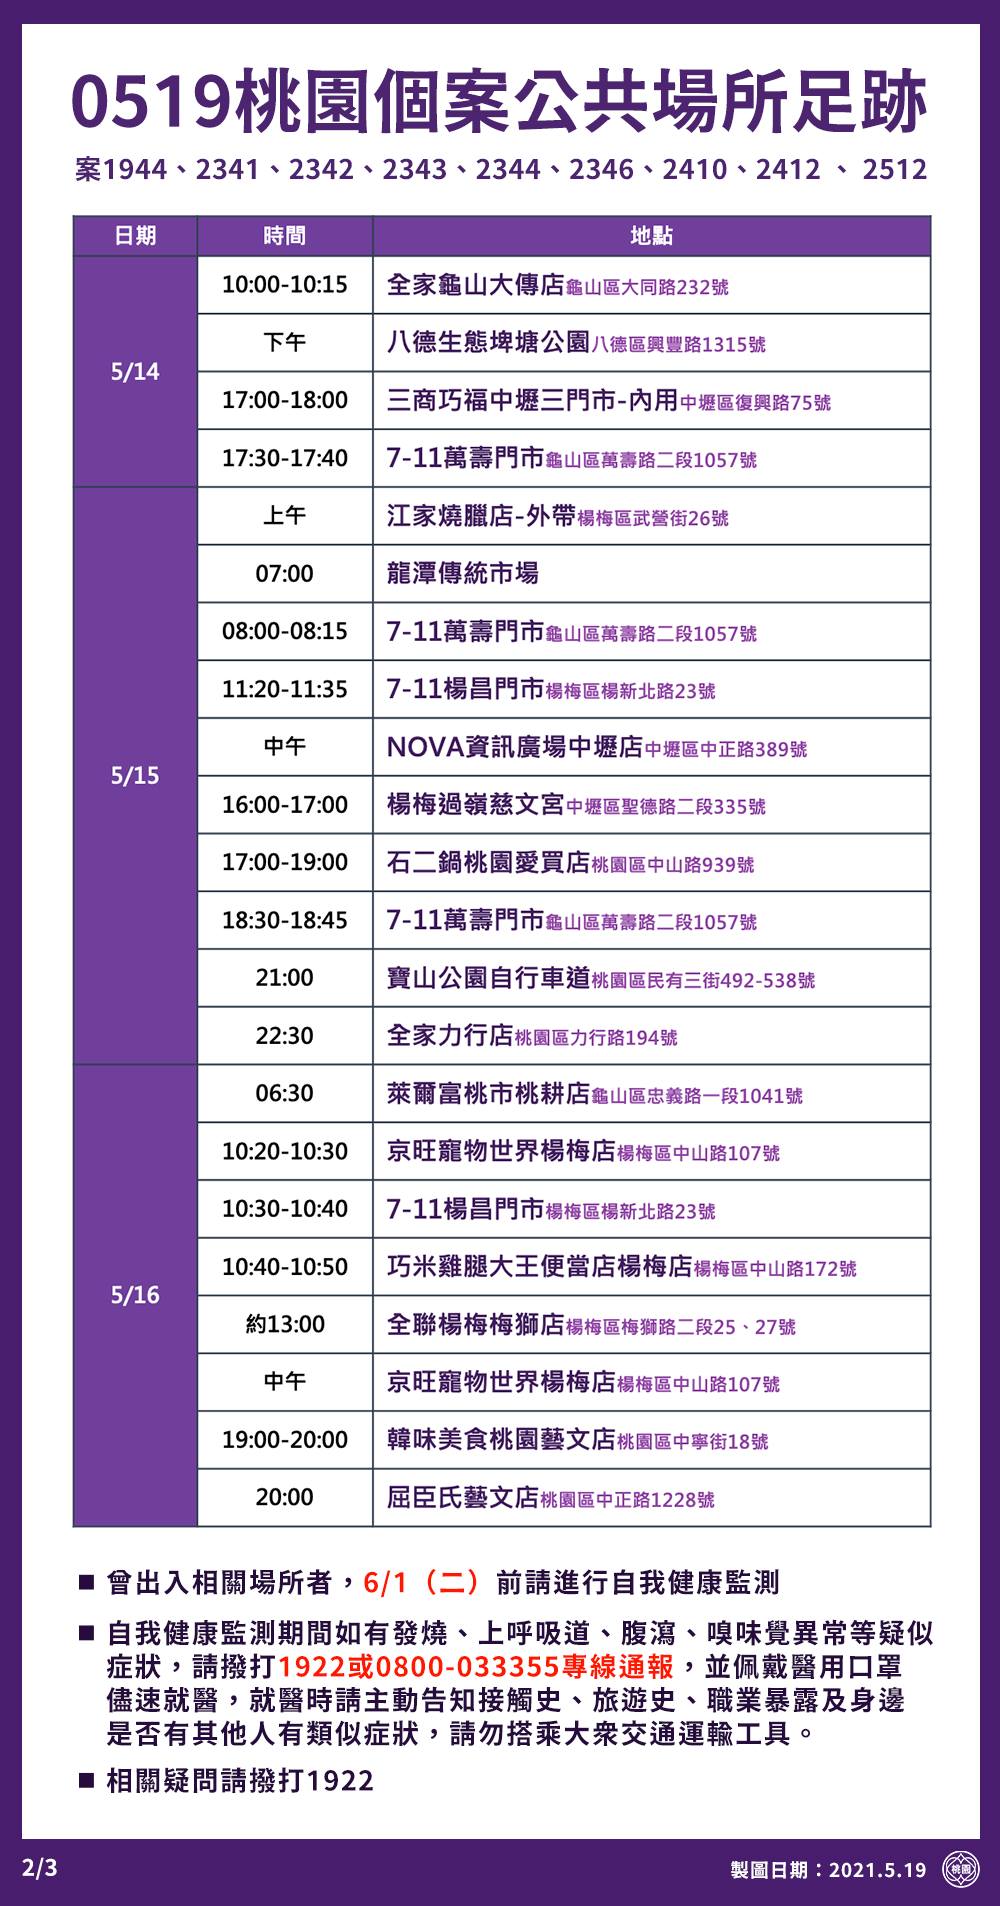 0519桃園個案公共場所足跡
案1944、2341、2342、2343、2344、2346、2410、2412 、 2512
日期 時間 地點
5/14
10:00-10:15 全家龜山大傳店龜山區大同路232號
下午 八德生態埤塘公園八德區興豐路1315號
17:00-18:00 三商巧福中壢三門市-內用中壢區復興路75號
17:30-17:40 7-11萬壽門市龜山區萬壽路二段1057號
5/15
上午 江家燒臘店-外帶楊梅區武營街26號
07:00 龍潭傳統市場
08:00-08:15 7-11萬壽門市龜山區萬壽路二段1057號
11:20-11:35 7-11楊昌門市楊梅區楊新北路23號
中午 NOVA資訊廣場中壢店中壢區中正路389號
16:00-17:00 楊梅過嶺慈文宮中壢區聖德路二段335號
17:00-19:00 石二鍋桃園愛買店桃園區中山路939號
18:30-18:45 7-11萬壽門市龜山區萬壽路二段1057號
21:00 寶山公園自行車道桃園區民有三街492-538號
22:30 全家力行店桃園區力行路194號
5/16
06:30 萊爾富桃市桃耕店龜山區忠義路一段1041號
10:20-10:30 京旺寵物世界楊梅店楊梅區中山路107號
10:30-10:40 7-11楊昌門市楊梅區楊新北路23號
10:40-10:50 巧米雞腿大王便當店楊梅店楊梅區中山路172號
約13:00 全聯楊梅梅獅店楊梅區梅獅路二段25、27號
中午 京旺寵物世界楊梅店楊梅區中山路107號
19:00-20:00 韓味美食桃園藝文店桃園區中寧街18號
20:00 屈臣氏藝文店桃園區中正路1228號
■ 曾出入相關場所者，6/1（二）前請進行自我健康監測
■ 自我健康監測期間如有發燒、上呼吸道、腹瀉、嗅味覺異常等疑似
症狀，請撥打1922或0800-033355專線通報，並佩戴醫用口罩
儘速就醫，就醫時請主動告知接觸史、旅遊史、職業暴露及身邊
是否有其他人有類似症狀，請勿搭乘大眾交通運輸工具。
■ 相關疑問請撥打1922
2/3
製圖日期：2021.5.19 桃園